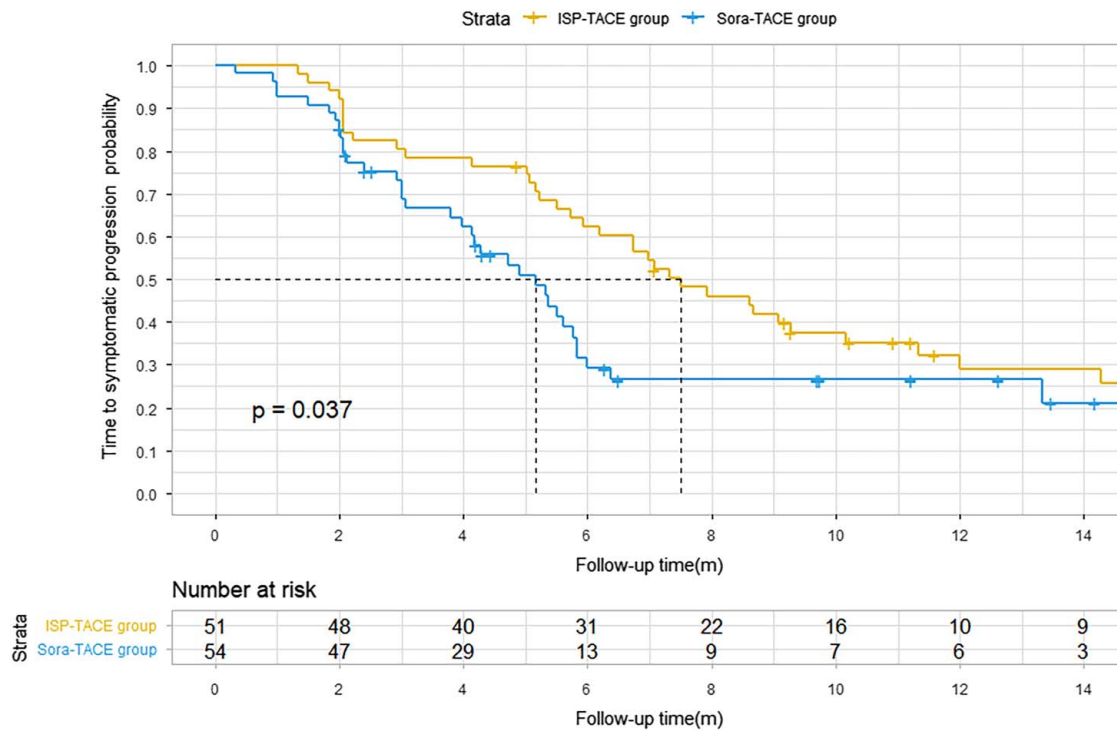 Strata ISP-TACE group Sora-TACE group
Time to symptomatic progression probability
1.0
0.9
0.8
0.7
0.6
0.5
0.4
0.3
0.2
0.1
0.0
p = 0.037
0 2 4 6 8 10 12 14
Follow-up time(m)
Number at risk
Strata
ISP-TACE group 51 48 40 31 22 16 10 9
Sora-TACE group 54 47 29 13 9 7 6 3
0 2 4 6 8 10 12 14
Follow-up time(m)